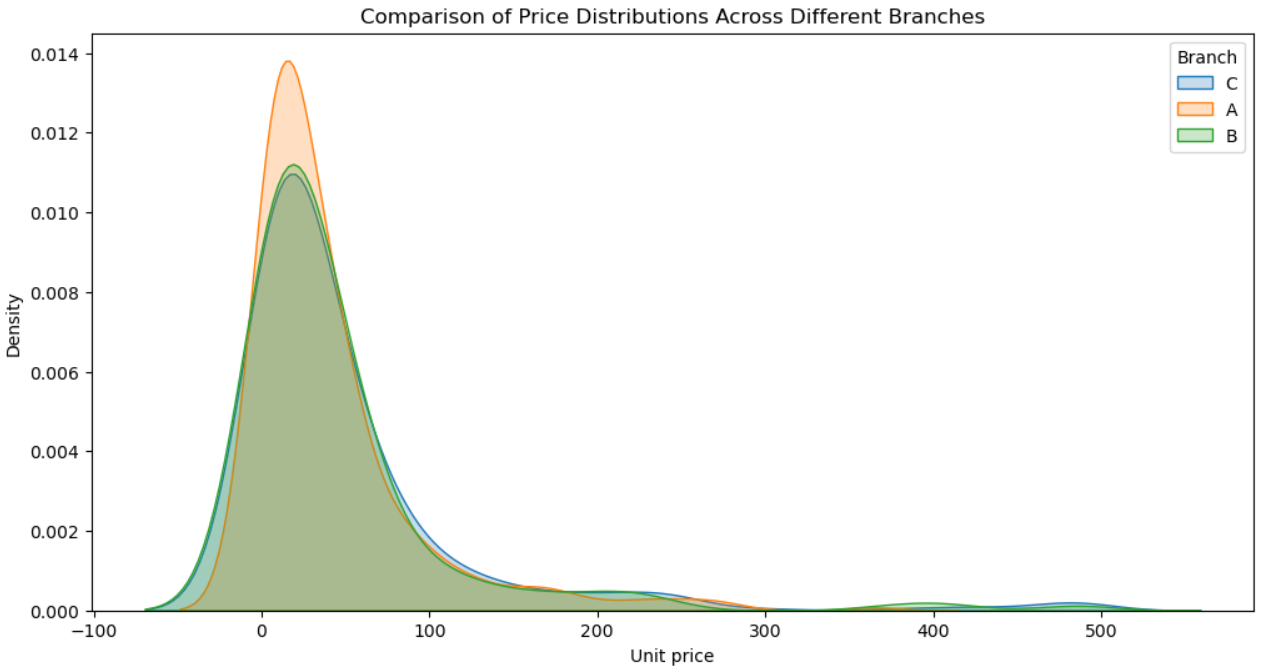 Comparison of Price Distributions Across Different Branches
Branch
C
A
B
0.014
0.012
0.010
0.008
0.006
0.004
0.002
0.000
Density
−100
0
100
200
300
400
500
Unit price